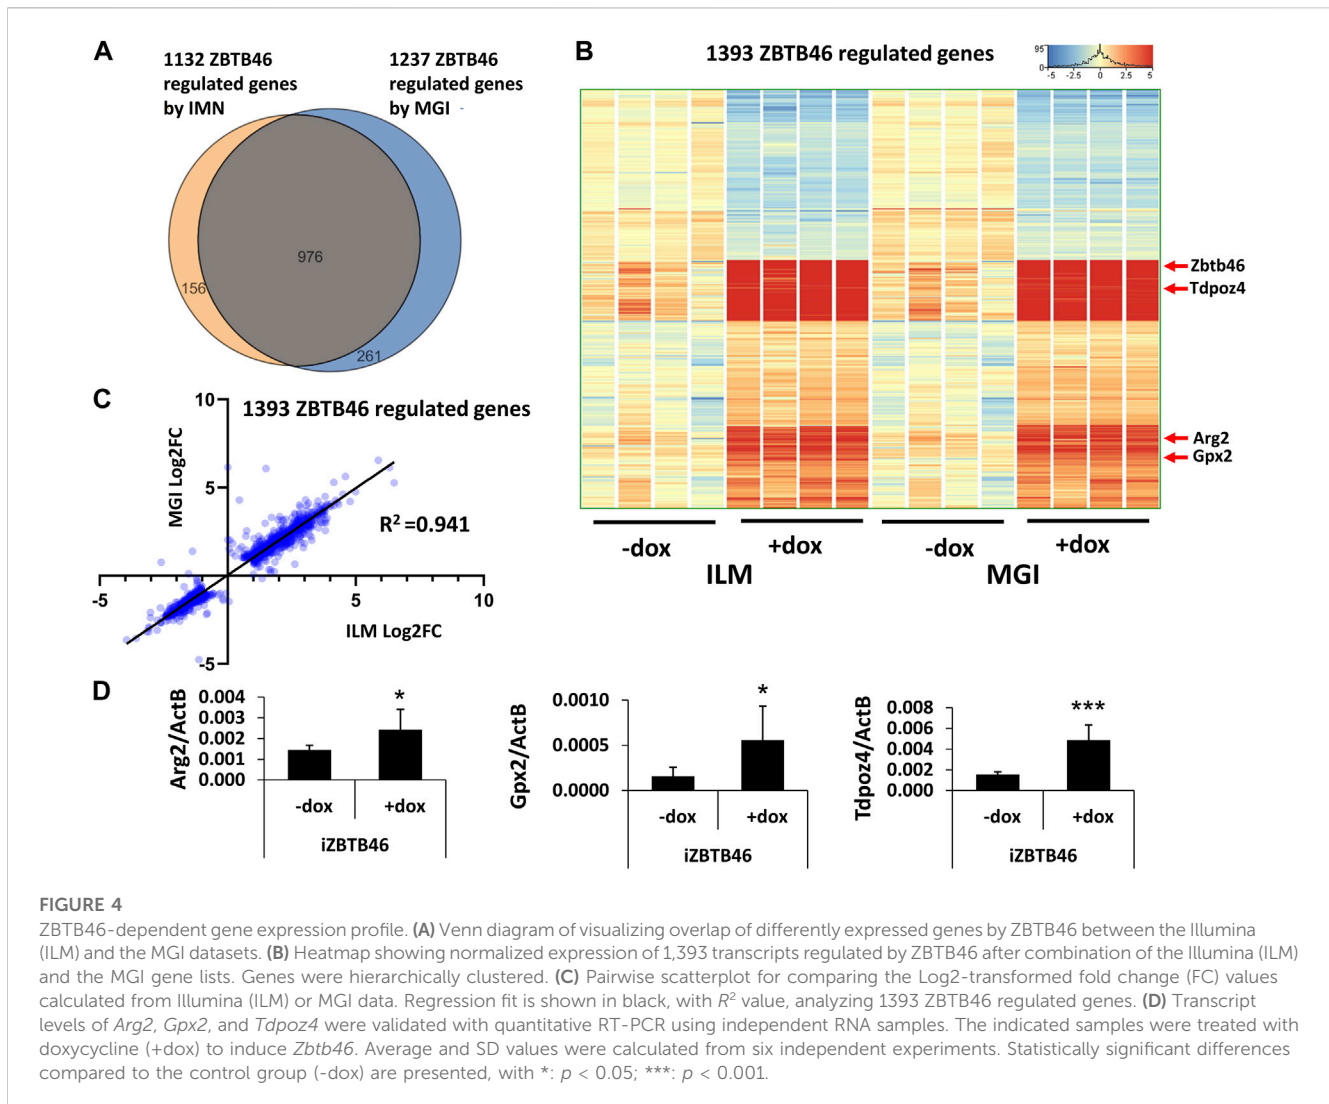 A
1132 ZBTB46
regulated genes
by IMN
1237 ZBTB46
regulated genes
by MGI
976
156
261
B
1393 ZBTB46 regulated genes
95
0
-5 -2.5 0 2.5 5
Zbtb46
Tdpoz4
Arg2
Gpx2
-dox +dox -dox +dox
ILM MGI
C
1393 ZBTB46 regulated genes
MGI Log2FC
10
5
-5
R² =0.941
-5 5 10
ILM Log2FC
D
Arg2/ActB
0.004
0.003
0.002
0.001
0.000
*
-dox +dox
iZBTB46
Gpx2/ActB
0.0010
0.0005
0.0000
*
-dox +dox
iZBTB46
Tdpoz4/ActB
0.008
0.006
0.004
0.002
0.000
***
-dox +dox
iZBTB46
FIGURE 4
ZBTB46-dependent gene expression profile. (A) Venn diagram of visualizing overlap of differently expressed genes by ZBTB46 between the Illumina
(ILM) and the MGI datasets. (B) Heatmap showing normalized expression of 1,393 transcripts regulated by ZBTB46 after combination of the Illumina (ILM)
and the MGI gene lists. Genes were hierarchically clustered. (C) Pairwise scatterplot for comparing the Log2-transformed fold change (FC) values
calculated from Illumina (ILM) or MGI data. Regression fit is shown in black, with R² value, analyzing 1393 ZBTB46 regulated genes. (D) Transcript
levels of Arg2, Gpx2, and Tdpoz4 were validated with quantitative RT-PCR using independent RNA samples. The indicated samples were treated with
doxycycline (+dox) to induce Zbtb46. Average and SD values were calculated from six independent experiments. Statistically significant differences
compared to the control group (-dox) are presented, with *: p < 0.05; ***: p < 0.001.